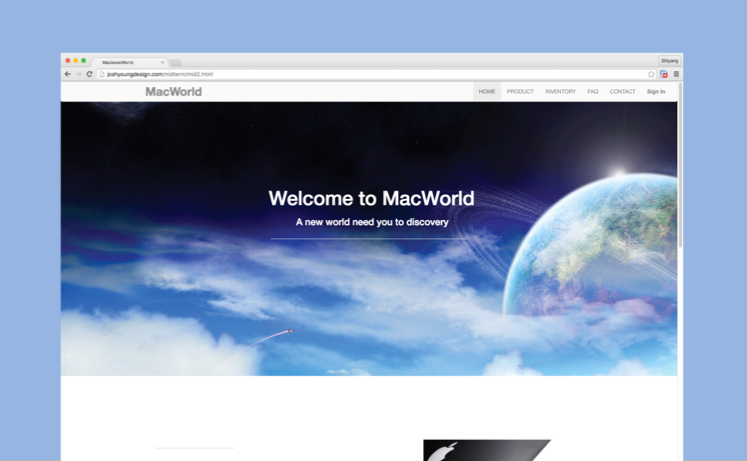 MacbookWorld
Shiyang
joshyoungdesign.com/midterm/mid2.html
MacWorld
HOME PRODUCT INVENTORY FAQ CONTACT Sign In
Welcome to MacWorld
A new world need you to discovery